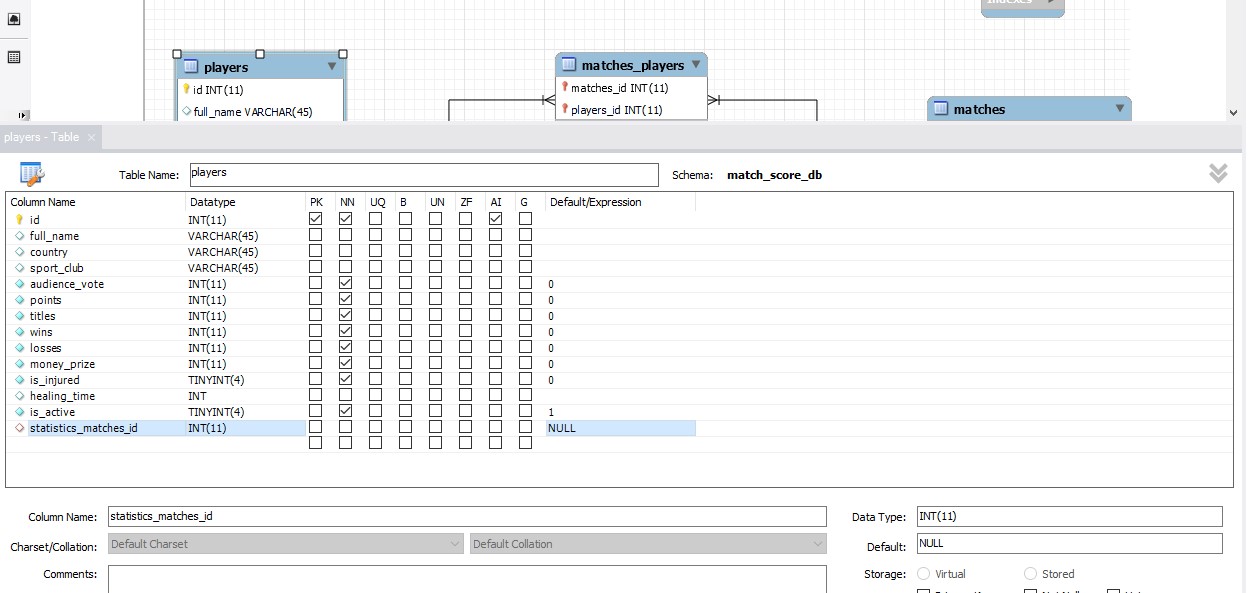 Indexes
players
id INT(11)
full_name VARCHAR(45)
matches_players
matches_id INT(11)
players_id INT(11)
matches
players - Table
Table Name: players Schema: match_score_db
Column Name Datatype PK NN UQ B UN ZF AI G Default/Expression
id INT(11)
full_name VARCHAR(45)
country VARCHAR(45)
sport_club VARCHAR(45)
audience_vote INT(11) 0
points INT(11) 0
titles INT(11) 0
wins INT(11) 0
losses INT(11) 0
money_prize INT(11) 0
is_injured TINYINT(4) 0
healing_time INT
is_active TINYINT(4) 1
statistics_matches_id INT(11) NULL
Column Name: statistics_matches_id Data Type: INT(11)
Charset/Collation: Default Charset Default Collation Default: NULL
Comments: Storage: Virtual Stored